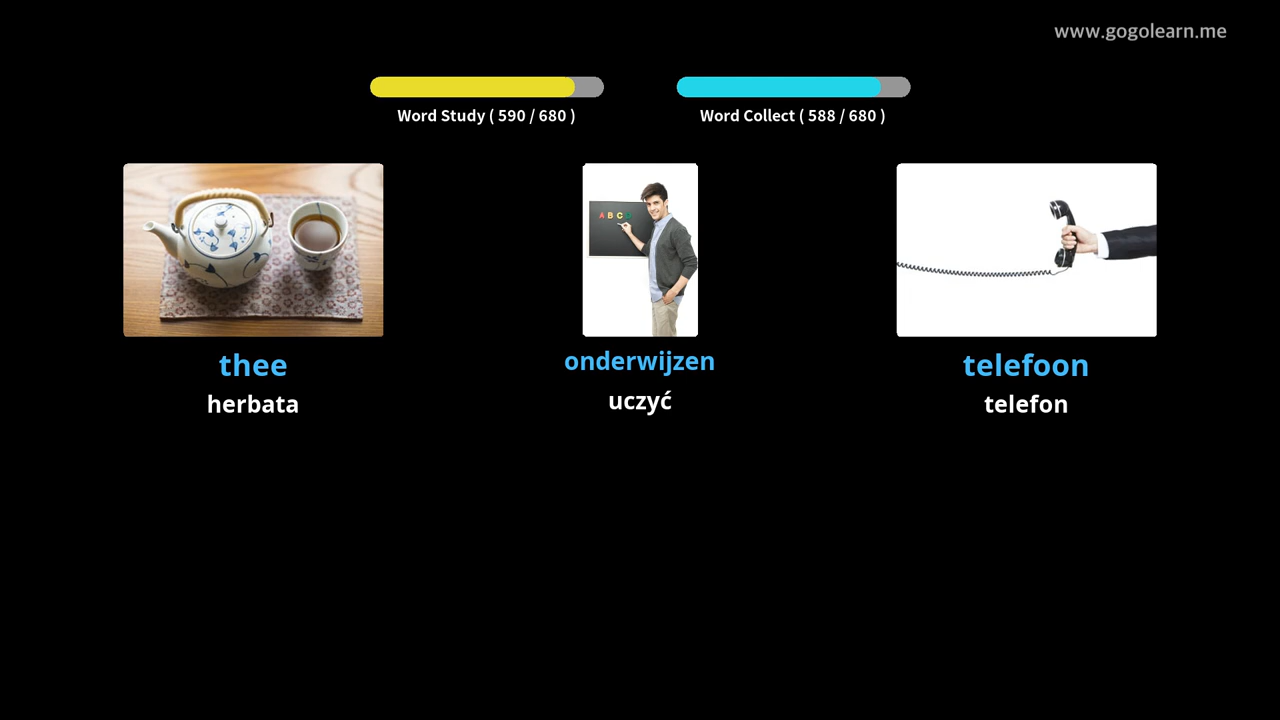 www.gogolearn.me
Word Study ( 590 / 680 )
Word Collect ( 588 / 680 )
A B C D
thee
onderwijzen
telefoon
herbata
uczyć
telefon